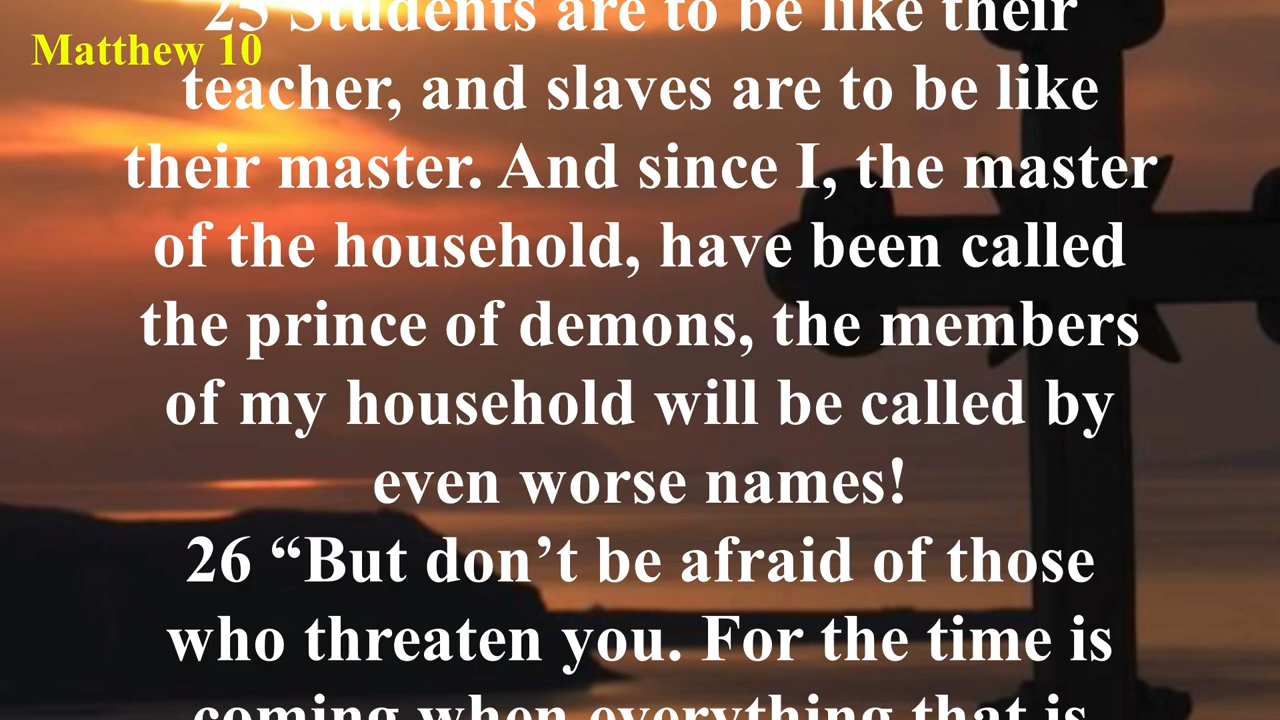 25 Students are to be like their
Matthew 10
teacher, and slaves are to be like
their master. And since I, the master
of the household, have been called
the prince of demons, the members
of my household will be called by
even worse names!
26 “But don’t be afraid of those
who threaten you. For the time is
coming when everything that is